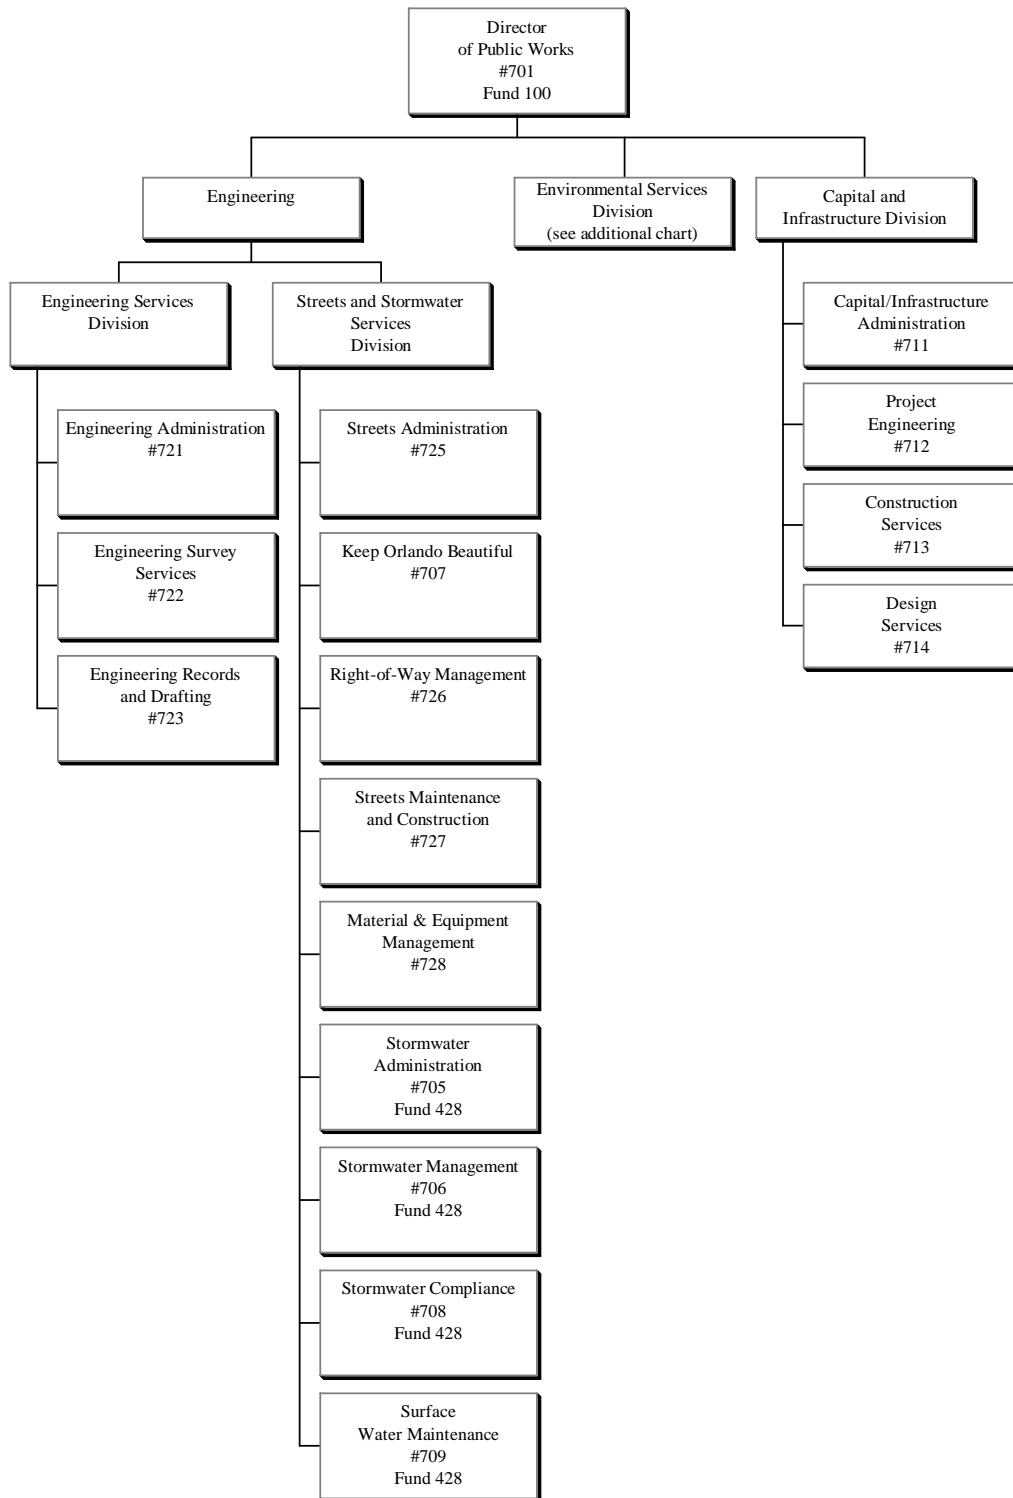 Director
of Public Works
#701
Fund 100
Engineering
Environmental Services
Division
(see additional chart)
Capital and
Infrastructure Division
Engineering Services
Division
Streets and Stormwater
Services
Division
Engineering Administration
#721
Engineering Survey
Services
#722
Engineering Records
and Drafting
#723
Streets Administration
#725
Keep Orlando Beautiful
#707
Right-of-Way Management
#726
Streets Maintenance
and Construction
#727
Material & Equipment
Management
#728
Stormwater
Administration
#705
Fund 428
Stormwater Management
#706
Fund 428
Stormwater Compliance
#708
Fund 428
Surface
Water Maintenance
#709
Fund 428
Capital/Infrastructure
Administration
#711
Project
Engineering
#712
Construction
Services
#713
Design
Services
#714